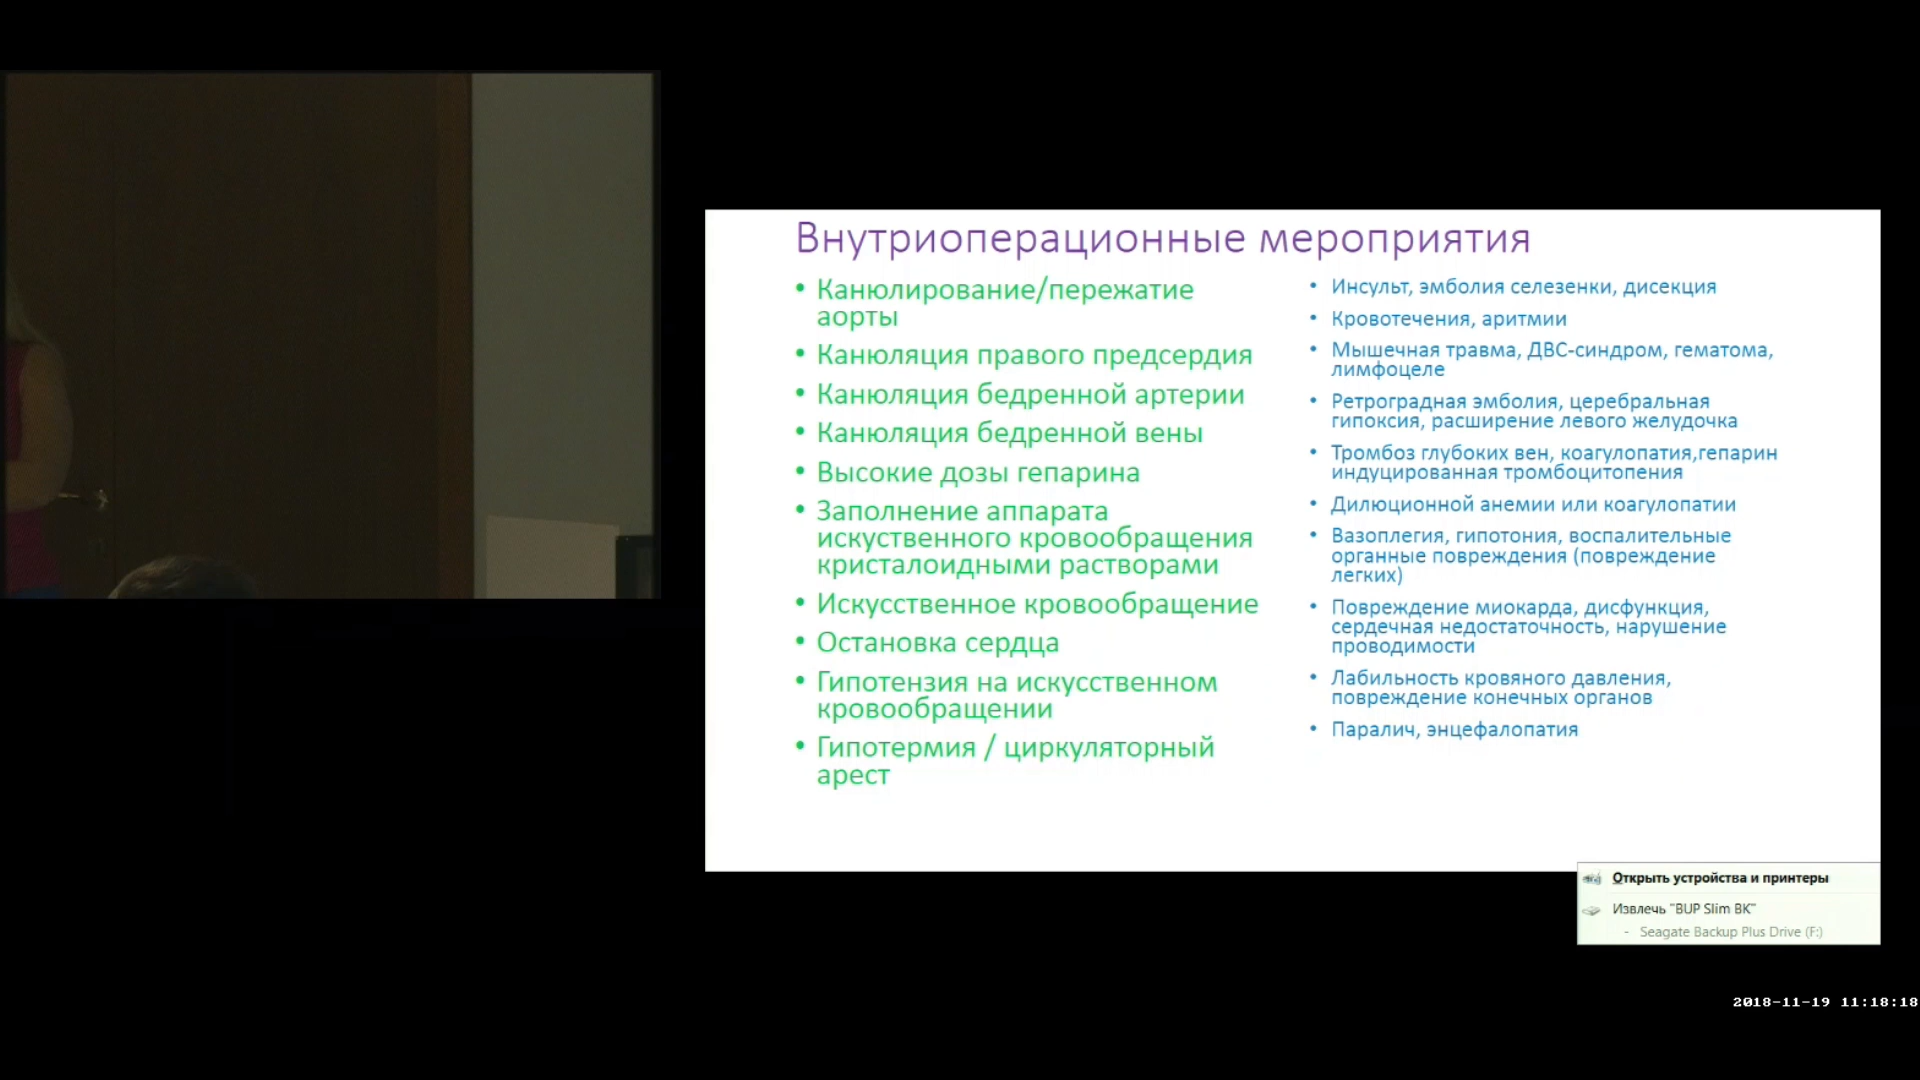 Внутриоперационные мероприятия
• Канюлирование/пережатие
аорты
• Канюляция правого предсердия
• Канюляция бедренной артерии
• Канюляция бедренной вены
• Высокие дозы гепарина
• Заполнение аппарата
искуственного кровообращения
кристалоидными растворами
• Искусственное кровообращение
• Остановка сердца
• Гипотензия на искусственном
кровообращении
• Гипотермия / циркуляторный
арест
• Инсульт, эмболия селезенки, дисекция
• Кровотечения, аритмии
• Мышечная травма, ДВС-синдром, гематома,
лимфоцеле
• Ретроградная эмболия, церебральная
гипоксия, расширение левого желудочка
• Тромбоз глубоких вен, коагулопатия,гепарин
индуцированная тромбоцитопения
• Дилюционной анемии или коагулопатии
• Вазоплегия, гипотония, воспалительные
органные повреждения (повреждение
легких)
• Повреждение миокарда, дисфункция,
сердечная недостаточность, нарушение
проводимости
• Лабильность кровяного давления,
повреждение конечных органов
• Паралич, энцефалопатия
Открыть устройства и принтеры
Извлечь "BUP Slim BK"
- Seagate Backup Plus Drive (F:)
2018-11-19 11:18:18